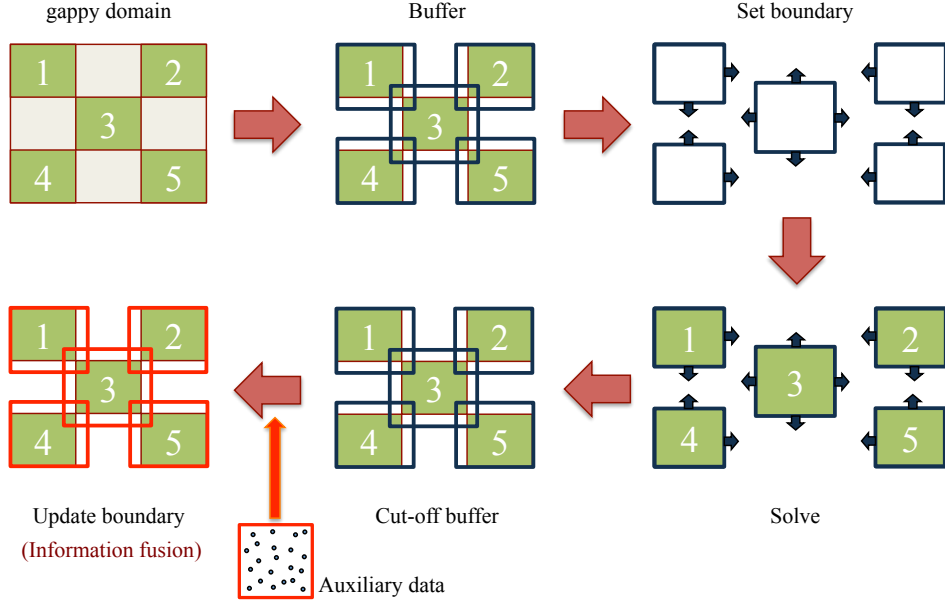 gappy domain
Buffer
Set boundary
1 2
3
4 5
1 2
3
4 5
1 2
3
4 5
1 2
3
4 5
1 2
3
4 5
Update boundary
(Information fusion)
Cut-off buffer
Solve
Auxiliary data